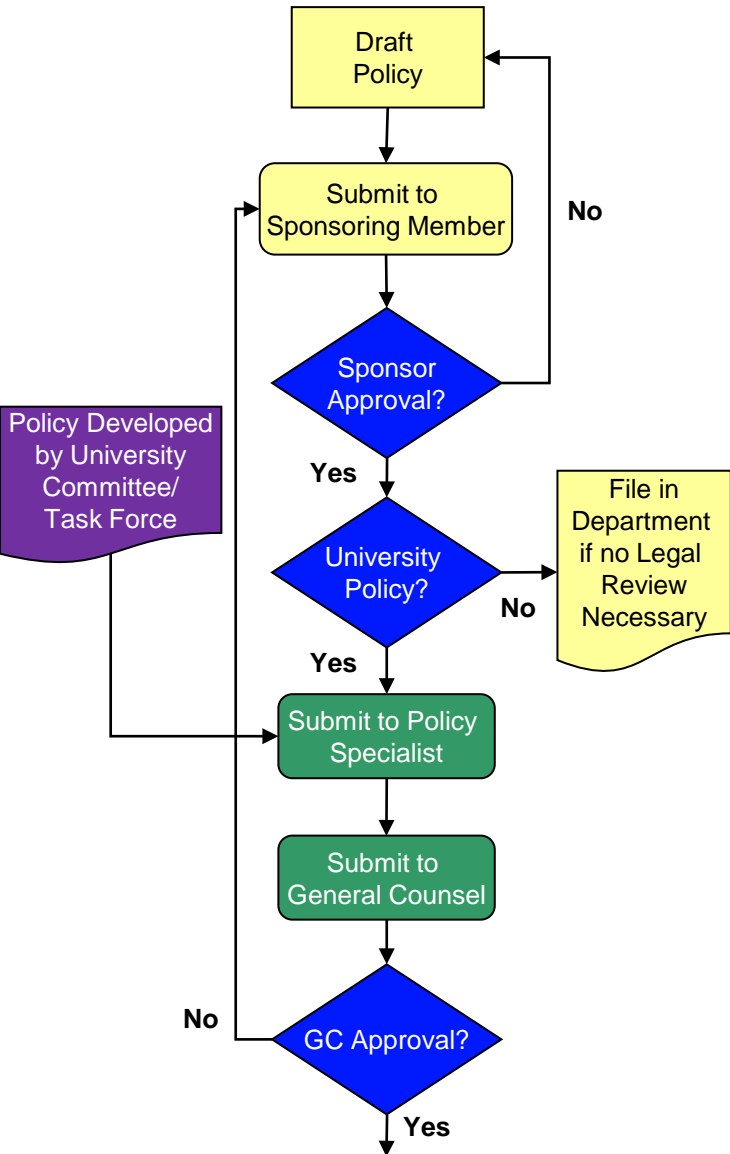 Draft
Policy
Submit to
Sponsoring Member
No
Sponsor
Approval?
Policy Developed
by University
Committee/
Task Force
Yes
University
Policy?
No
File in
Department
if no Legal
Review
Necessary
Yes
Submit to Policy
Specialist
Submit to
General Counsel
No
GC Approval?
Yes